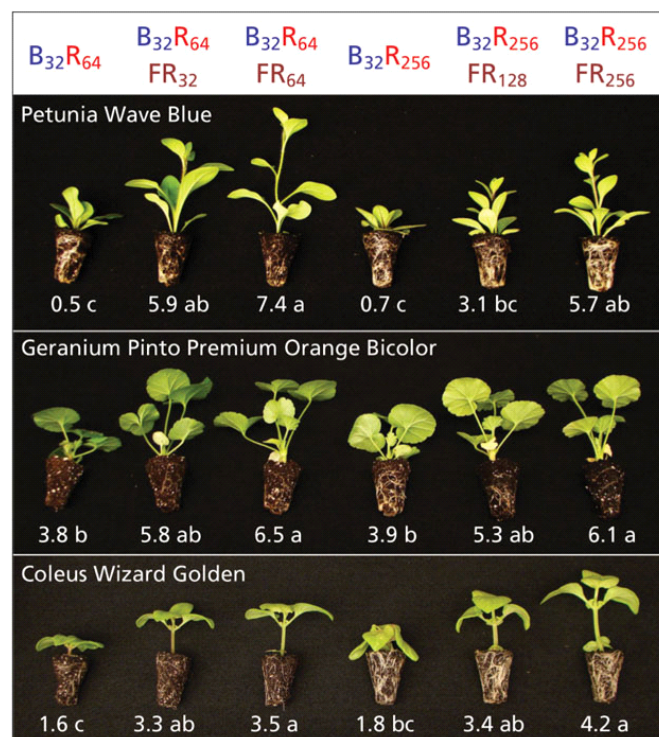 B32R64 B32R64 B32R64 B32R256 B32R256 B32R256
FR32 FR64 FR128 FR256
Petunia Wave Blue
0.5 c 5.9 ab 7.4 a 0.7 c 3.1 bc 5.7 ab
Geranium Pinto Premium Orange Bicolor
3.8 b 5.8 ab 6.5 a 3.9 b 5.3 ab 6.1 a
Coleus Wizard Golden
1.6 c 3.3 ab 3.5 a 1.8 bc 3.4 ab 4.2 a